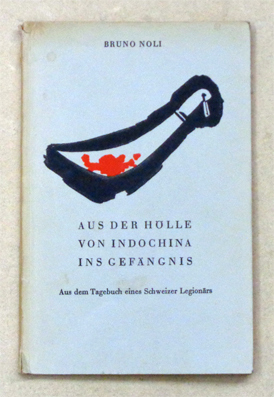 BRUNO NOLI
AUS DER HÖLLE
VON INDOCHINA
INS GEFÄNGNIS
Aus dem Tagebuch eines Schweizer Legionärs